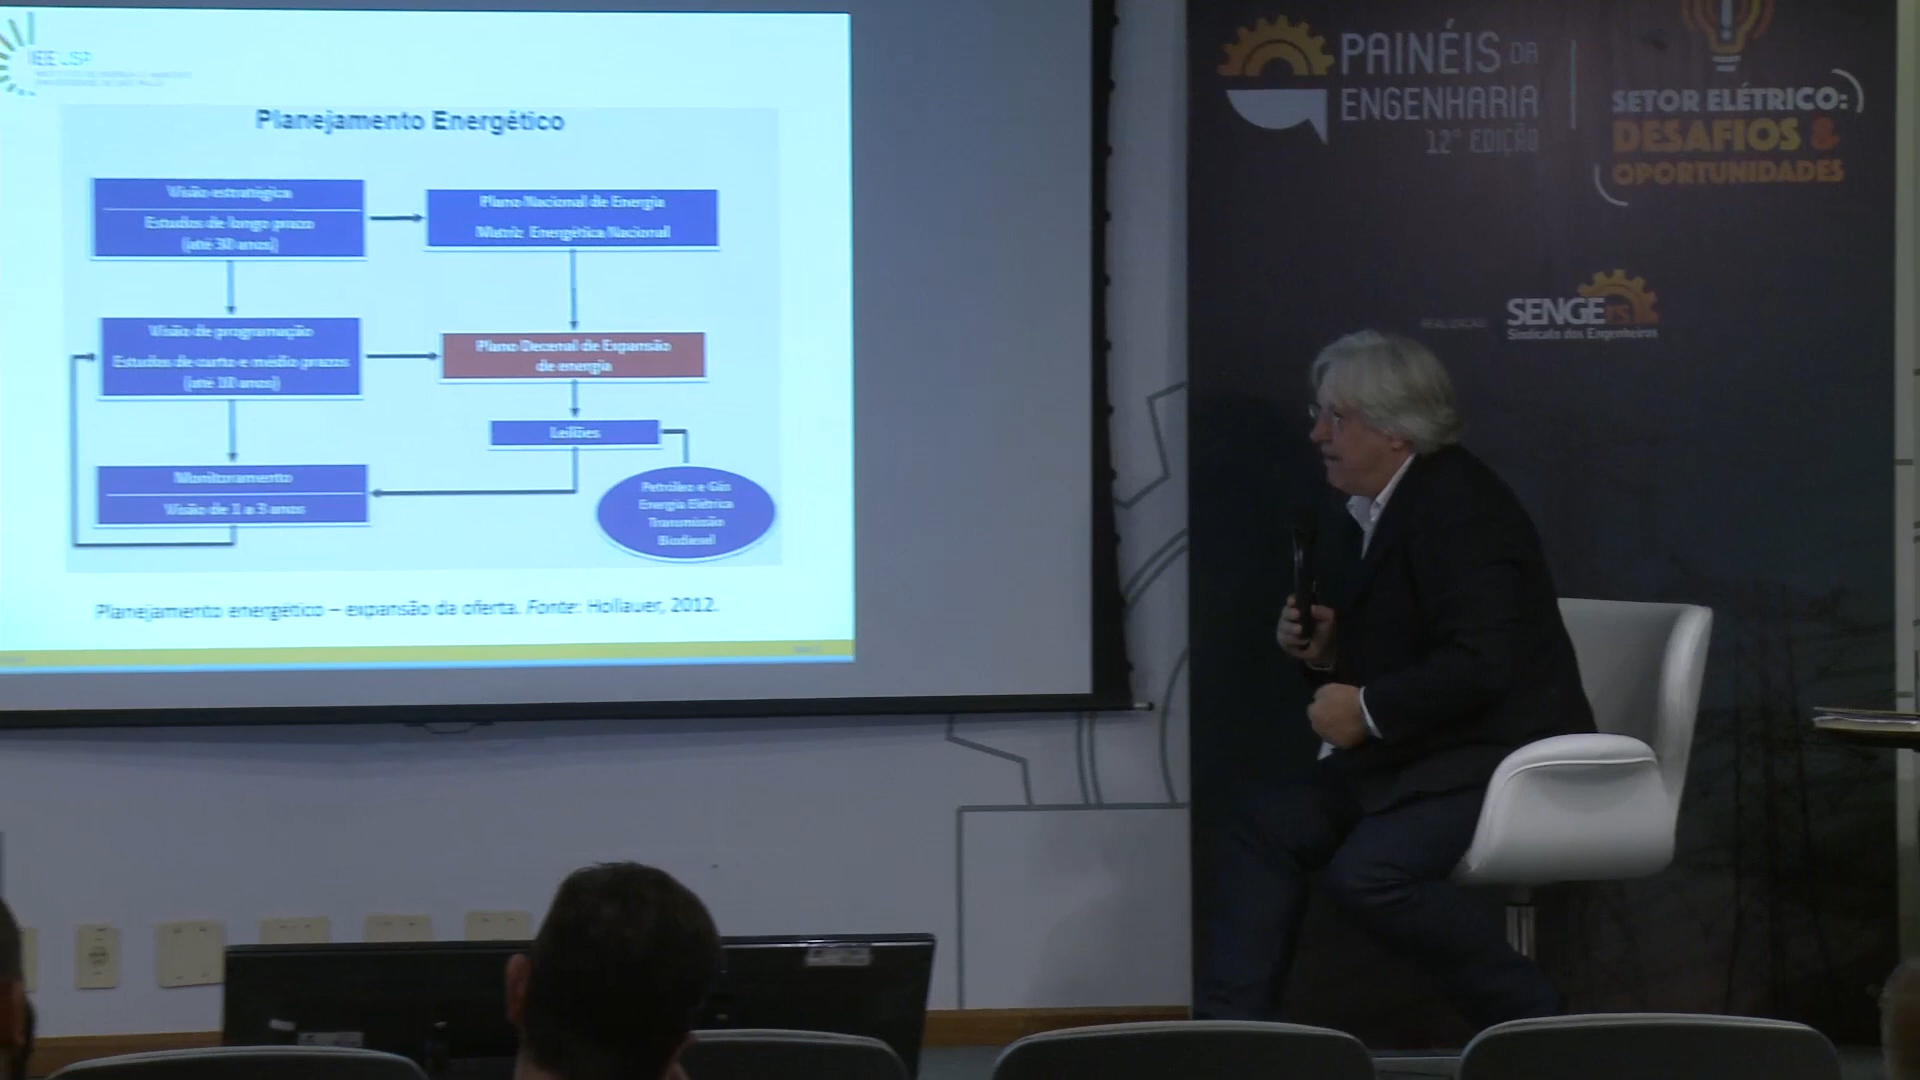 IEE USP
Planejamento Energético
Visão estratégica
Estudos de longo prazo
(até 30 anos)
Plano Nacional de Energia
Matriz Energética Nacional
Visão de programação
Estudos de curto e médio prazos
(até 10 anos)
Plano Decenal de Expansão
de energia
Leilões
Monitoramento
Visão de 1 a 3 anos
Petróleo e Gás
Energia Elétrica
Transmissão
Biodiesel
Planejamento energético – expansão da oferta. Fonte: Hollauer, 2012.
PAINÉIS DA
ENGENHARIA
12ª EDIÇÃO
SETOR ELÉTRICO:
DESAFIOS &
OPORTUNIDADES
REALIZAÇÃO
SENGE RS
Sindicato dos Engenheiros